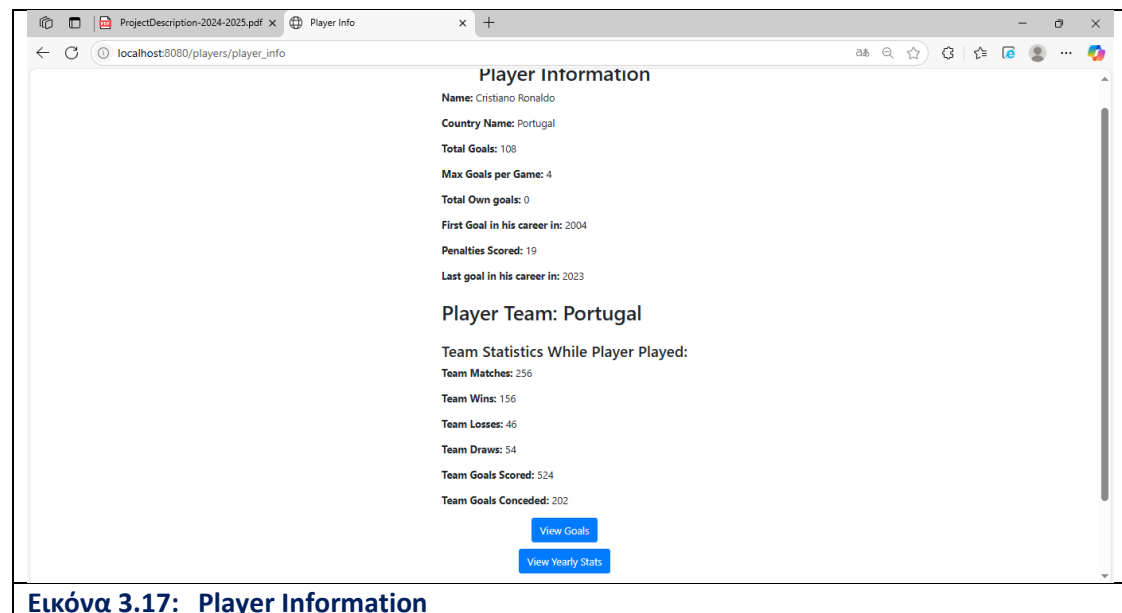 ProjectDescription-2024-2025.pdf
Player Info
localhost:8080/players/player_info
Player Information
Name: Cristiano Ronaldo
Country Name: Portugal
Total Goals: 108
Max Goals per Game: 4
Total Own goals: 0
First Goal in his career in: 2004
Penalties Scored: 19
Last goal in his career in: 2023
Player Team: Portugal
Team Statistics While Player Played:
Team Matches: 256
Team Wins: 156
Team Losses: 46
Team Draws: 54
Team Goals Scored: 524
Team Goals Conceded: 202
View Goals
View Yearly Stats
Εικόνα 3.17: Player Information